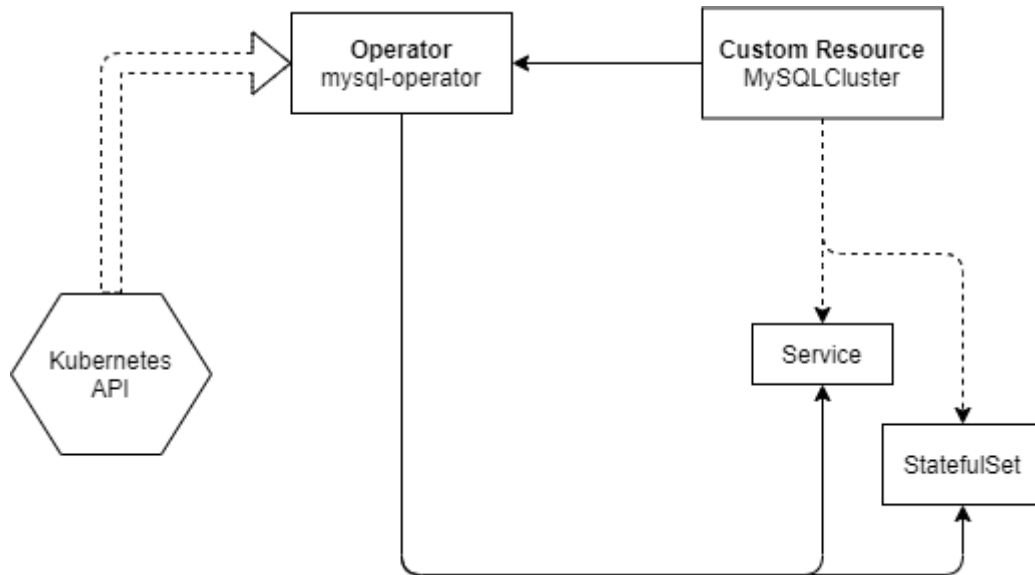 Operator
mysql-operator
Custom Resource
MySQLCluster
Kubernetes
API
Service
StatefulSet